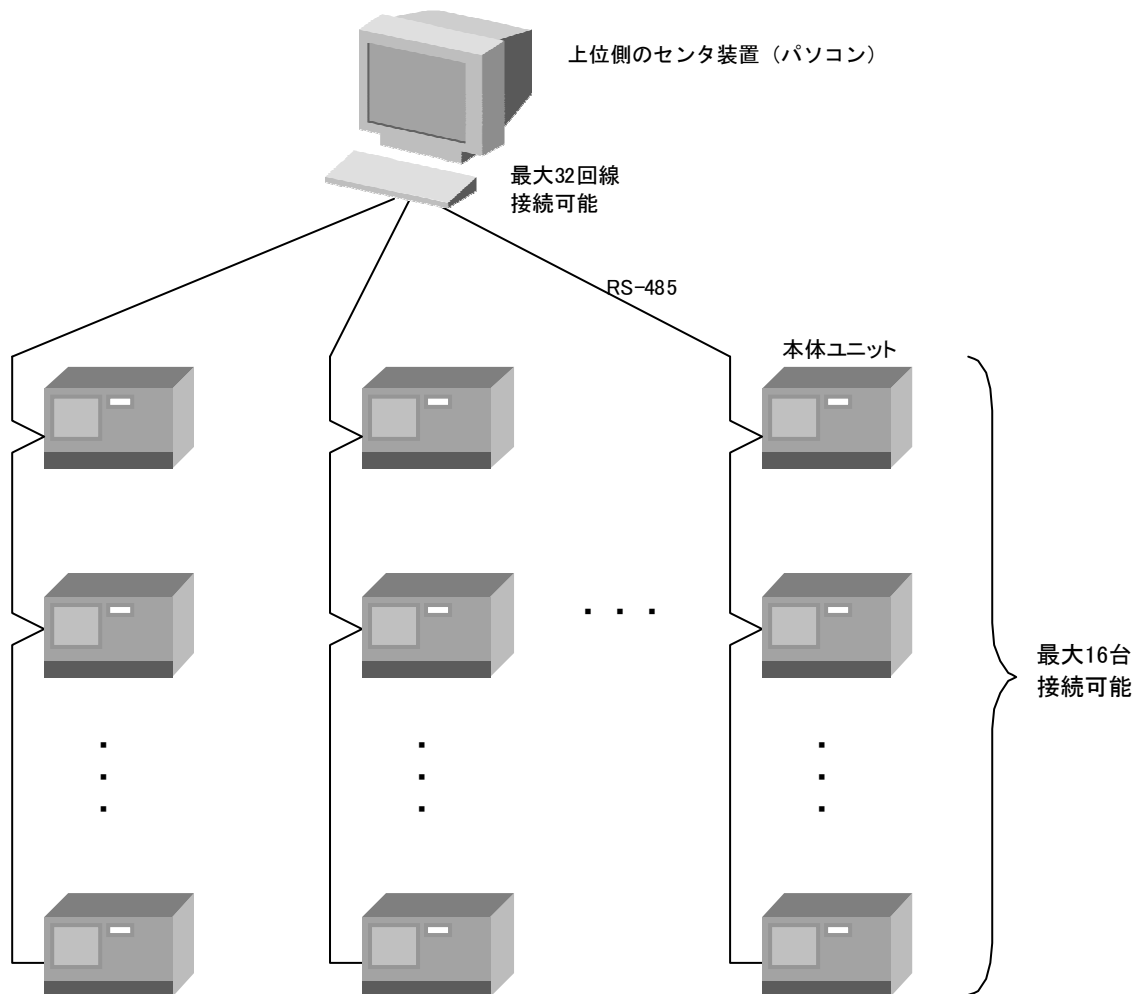 上位側のセンタ装置（パソコン）
最大32回線
接続可能
RS-485
本体ユニット
最大16台
接続可能